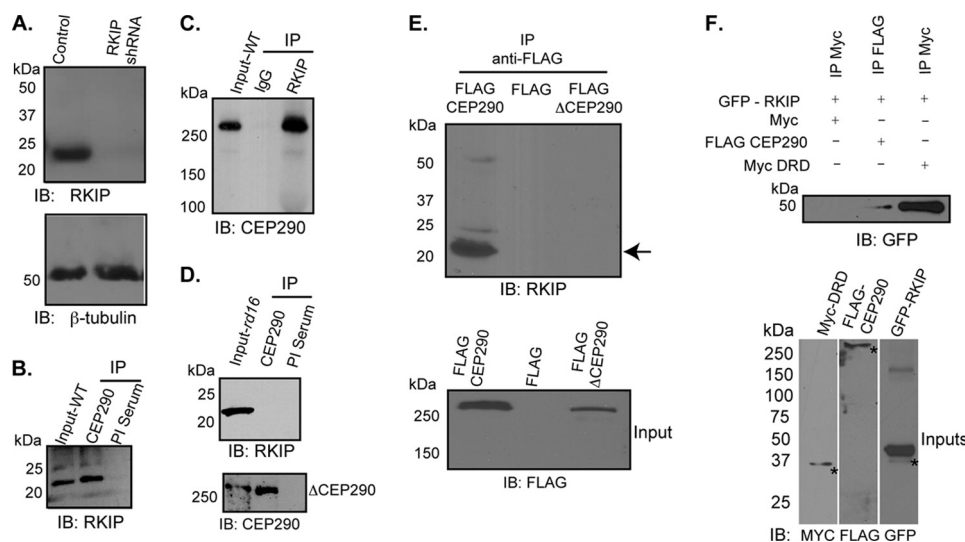 A.
Control
RKIP
shRNA
kDa
50
37
25
20
IB: RKIP
50
IB: β-tubulin
B.
IP
Input-WT
CEP290
PI Serum
kDa
25
20
IB: RKIP
C.
IP
Input-WT
IgG
RKIP
kDa
250
150
100
IB: CEP290
D.
IP
Input-rd16
CEP290
PI Serum
kDa
25
20
IB: RKIP
250
ΔCEP290
IB: CEP290
E.
IP
anti-FLAG
FLAG
CEP290
FLAG
FLAG
ΔCEP290
kDa
50
37
25
20
IB: RKIP
FLAG
CEP290
FLAG
FLAG
ΔCEP290
kDa
250
150
Input
IB: FLAG
F.
IP Myc
IP FLAG
IP Myc
GFP - RKIP + + +
Myc + − −
FLAG CEP290 − + −
Myc DRD − − +
kDa
50
IB: GFP
Myc-DRD
FLAG-
CEP290
GFP-RKIP
kDa
250
150
100
75
50
37
25
* * *
Inputs
IB: MYC FLAG GFP